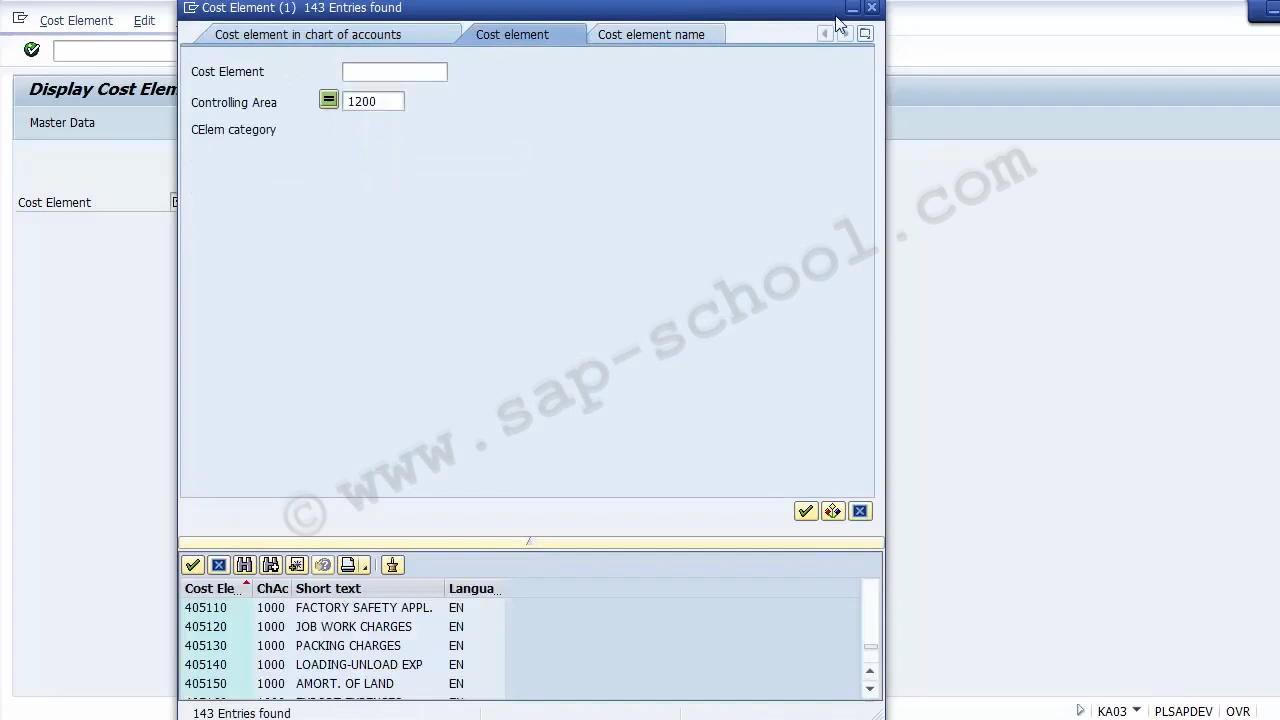 Cost Element (1) 143 Entries found
Cost Element Edit
Cost element in chart of accounts Cost element Cost element name
Display Cost Elem
Master Data
Cost Element
Cost Element
Controlling Area 1200
CElem category
© www.sap-school.com
Cost Ele.. ChAc Short text Langua..
405110 1000 FACTORY SAFETY APPL. EN
405120 1000 JOB WORK CHARGES EN
405130 1000 PACKING CHARGES EN
405140 1000 LOADING-UNLOAD EXP EN
405150 1000 AMORT. OF LAND EN
143 Entries found
KA03 PLSAPDEV OVR